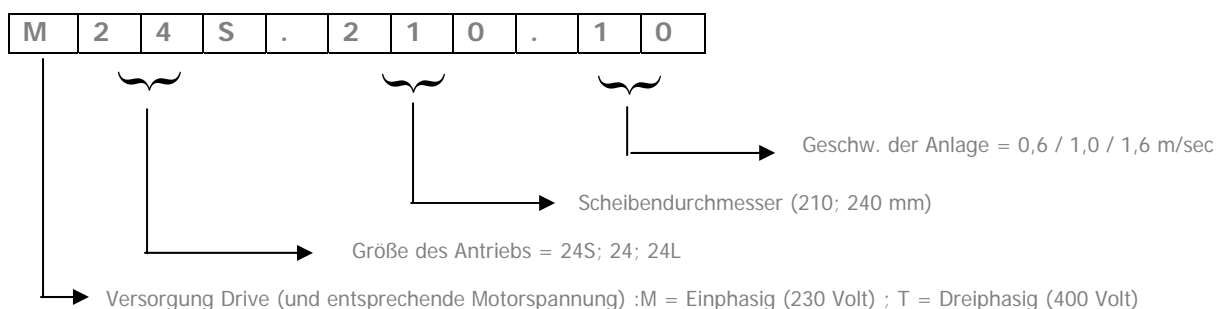 M 2 4 S . 2 1 0 . 1 0
Geschw. der Anlage = 0,6 / 1,0 / 1,6 m/sec
Scheibendurchmesser (210; 240 mm)
Größe des Antriebs = 24S; 24; 24L
Versorgung Drive (und entsprechende Motorspannung) :M = Einphasig (230 Volt) ; T = Dreiphasig (400 Volt)